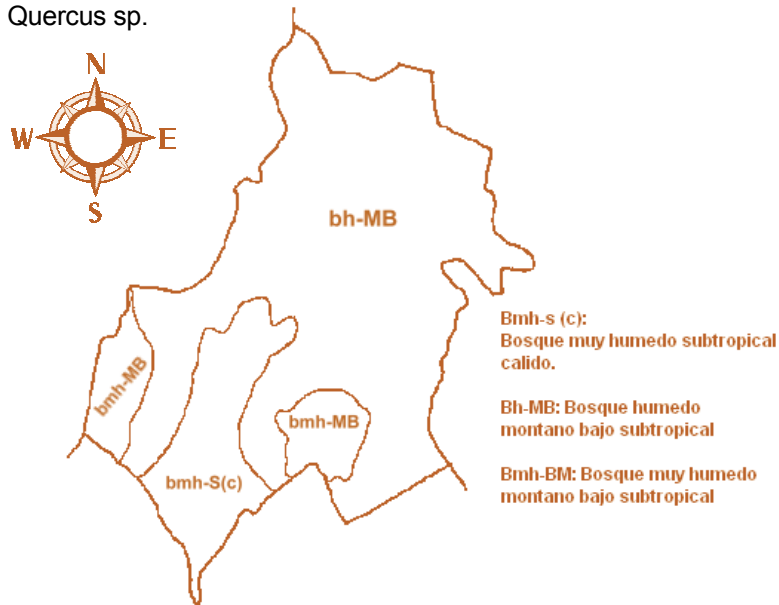 Quercus sp.
N
W
E
S
bh-MB
bmh-MB
bmh-MB
bmh-S(c)
Bmh-s (c):
Bosque muy humedo subtropical
calido.
Bh-MB: Bosque humedo
montano bajo subtropical
Bmh-BM: Bosque muy humedo
montano bajo subtropical